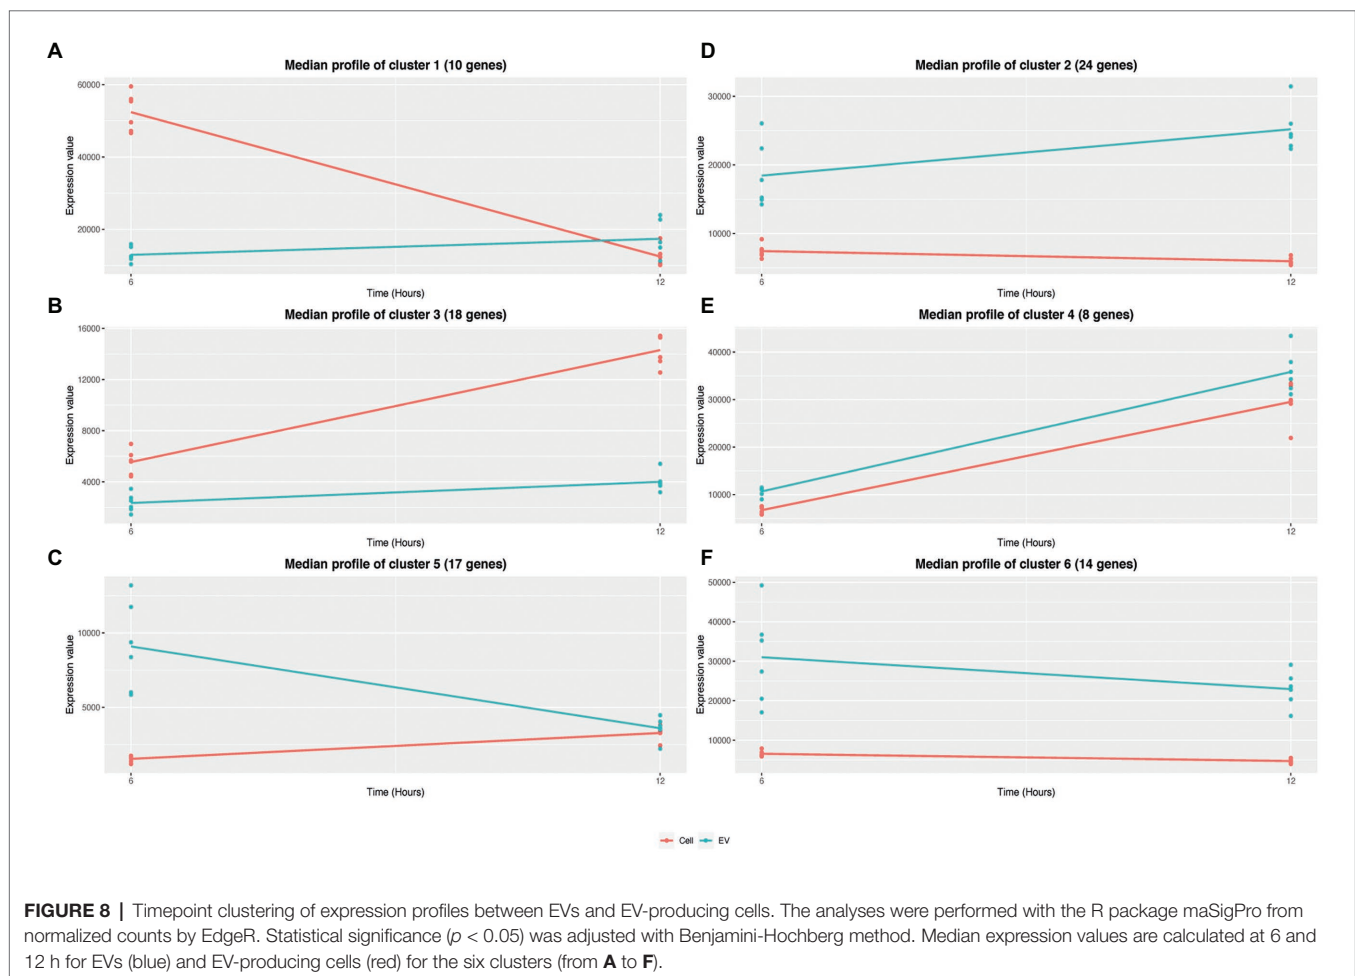 A
Median profile of cluster 1 (10 genes)
Expression value
60000
40000
20000
6
12
Time (Hours)
D
Median profile of cluster 2 (24 genes)
Expression value
30000
20000
10000
6
12
Time (Hours)
B
Median profile of cluster 3 (18 genes)
Expression value
16000
12000
8000
4000
6
12
Time (Hours)
E
Median profile of cluster 4 (8 genes)
Expression value
40000
30000
20000
10000
6
12
Time (Hours)
C
Median profile of cluster 5 (17 genes)
Expression value
10000
5000
6
12
Time (Hours)
F
Median profile of cluster 6 (14 genes)
Expression value
50000
40000
30000
20000
10000
6
12
Time (Hours)
Cell EV
FIGURE 8 | Timepoint clustering of expression profiles between EVs and EV-producing cells. The analyses were performed with the R package maSigPro from
normalized counts by EdgeR. Statistical significance (p < 0.05) was adjusted with Benjamini-Hochberg method. Median expression values are calculated at 6 and
12 h for EVs (blue) and EV-producing cells (red) for the six clusters (from A to F).